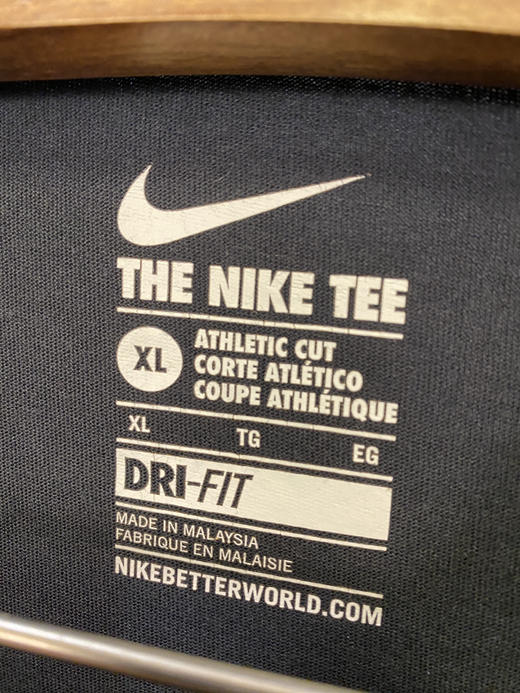 THE NIKE TEE
XL
ATHLETIC CUT
CORTE ATLÉTICO
COUPE ATHLÉTIQUE
XL TG EG
DRI-FIT
MADE IN MALAYSIA
FABRIQUE EN MALAISIE
NIKEBETTERWORLD.COM